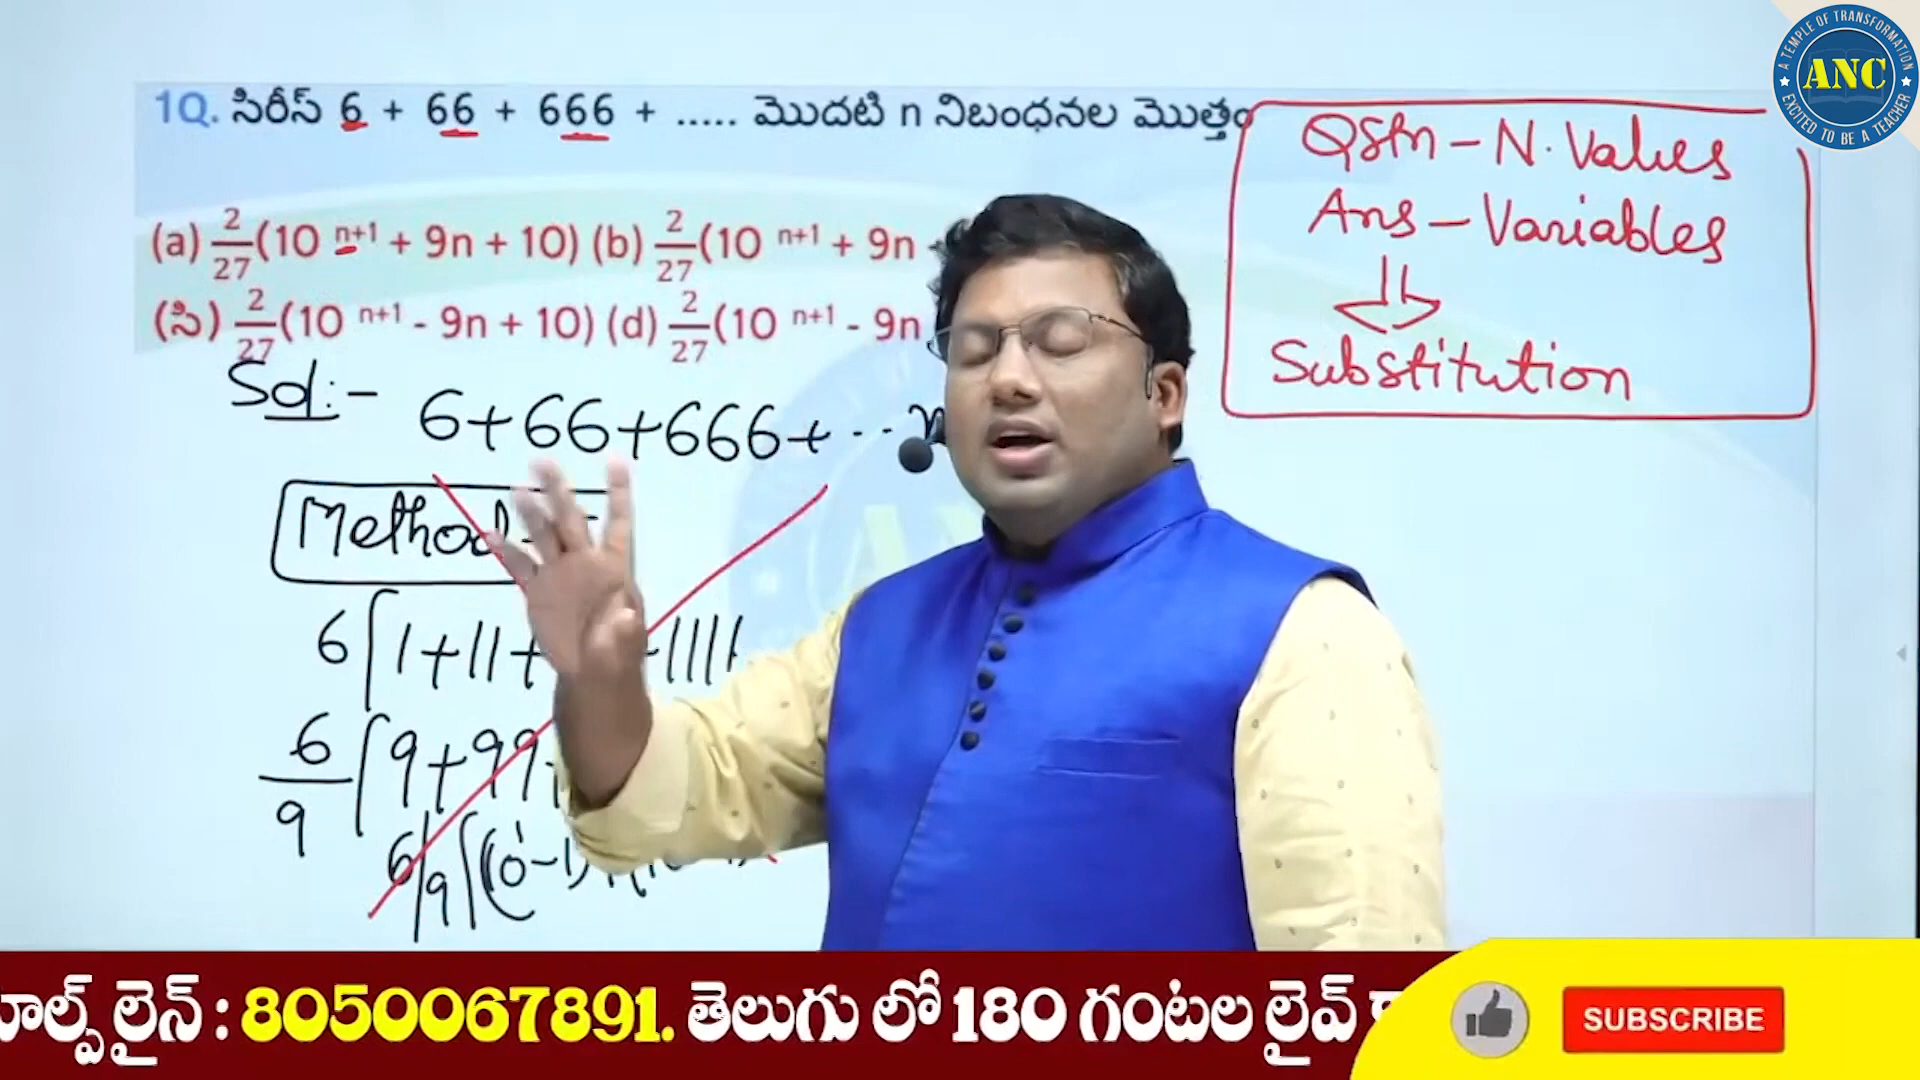 1Q. సిరీస్ 6 + 66 + 666 + ..... మొదటి n నిబంధనల మొత్తం
(a) 2/27(10 n+1 + 9n + 10) (b) 2/27(10 n+1 + 9n
(సి) 2/27(10 n+1 - 9n + 10) (d) 2/27(10 n+1 - 9n
Sol:-
6+66+666+...n
Method-
6[1+11+ 1111
6/9[9+99
6/9[(10¹-1)
Qstn - N. Values
Ans - Variables
Substitution
A TEMPLE OF TRANSFORMATION
ANC
EXCITED TO BE A TEACHER
లైన్ : 8050067891. తెలుగు లో 180 గంటల లైవ్
SUBSCRIBE